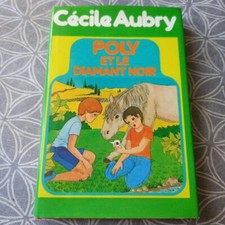 Cécile Aubry
POLY
ET LE
DIAMANT NOIR